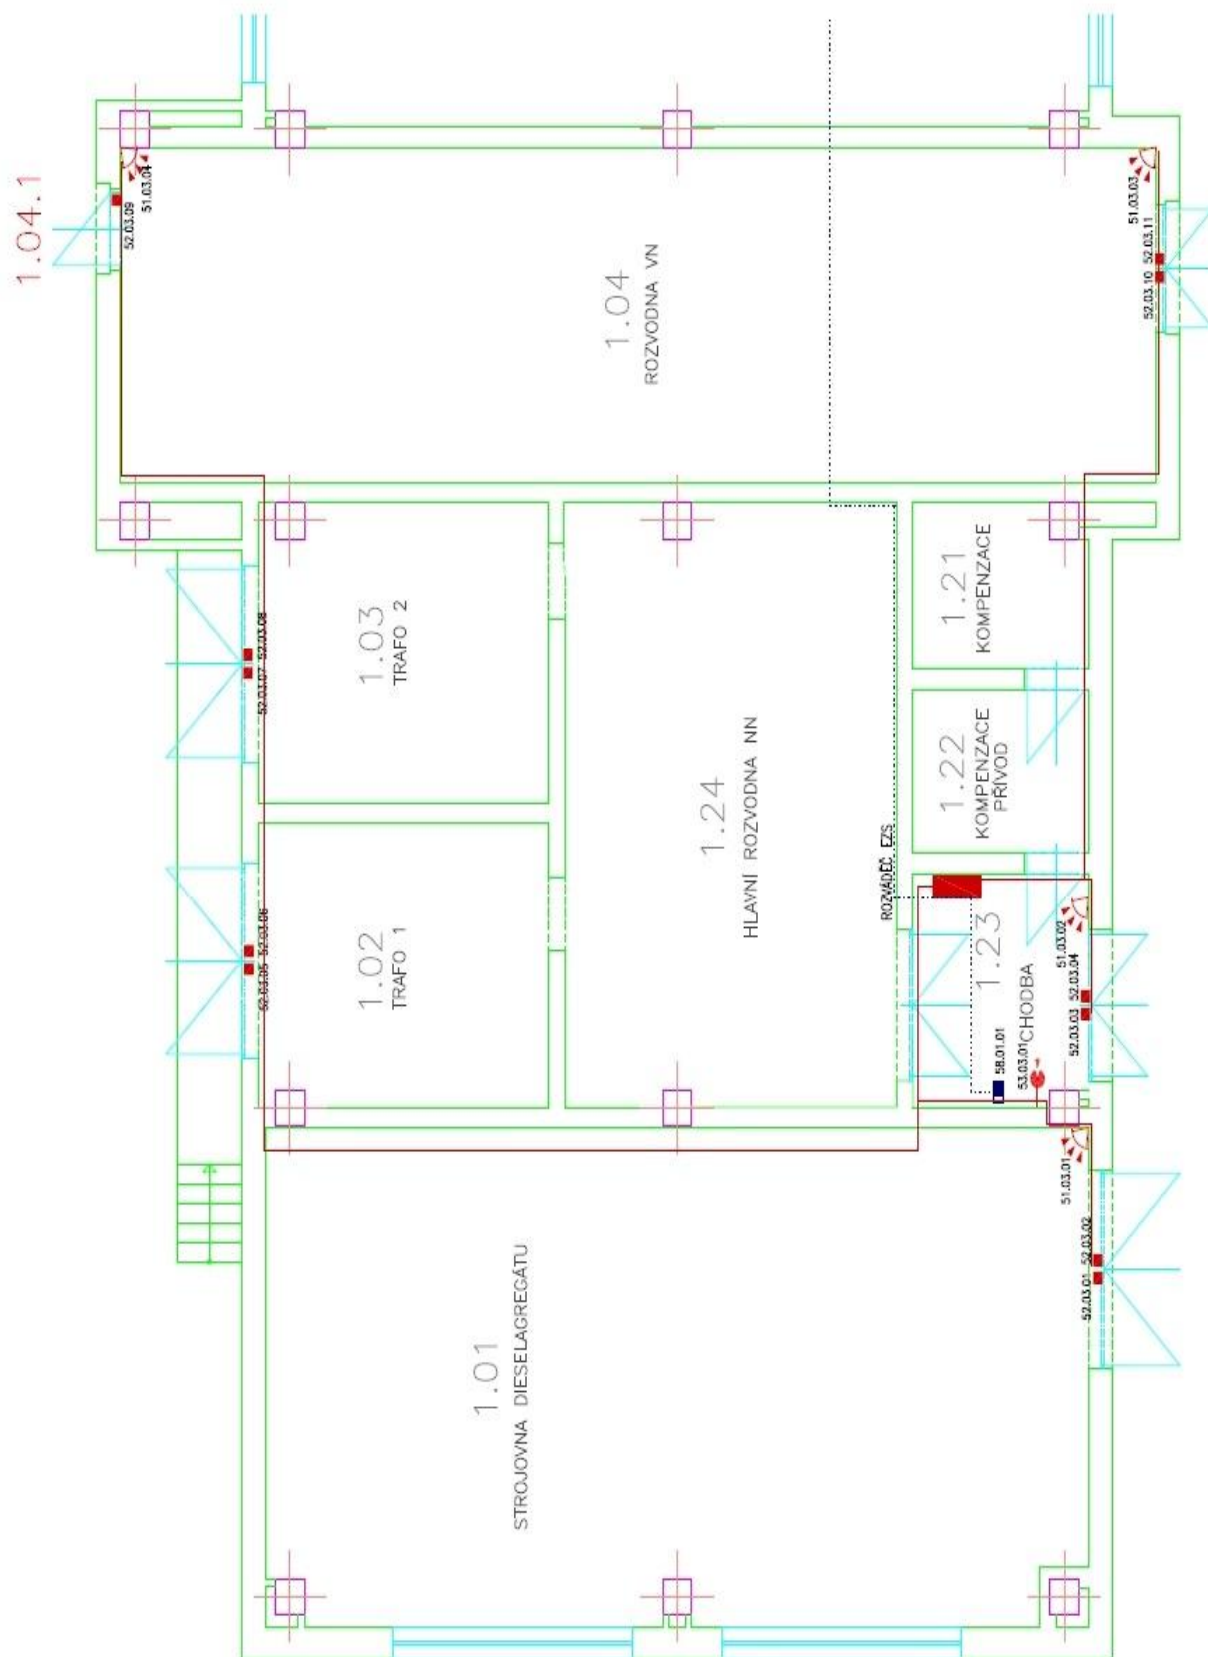 1.04.1
52.03.09
51.03.04
1.04
ROZVODNA VN
51.03.03
52.03.10 52.03.11
1.03
TRAFO 2
52.03.07 52.03.08
1.21
KOMPENZACE
1.22
KOMPENZACE
PŘÍVOD
1.24
HLAVNÍ ROZVODNA NN
ROZVADĚČ EZS
1.02
TRAFO 1
52.03.05 52.03.06
1.23
CHODBA
51.03.02
52.03.03 52.03.04
58.01.01
53.03.01
51.03.01
52.03.01 52.03.02
1.01
STROJOVNA DIESELAGREGÁTU